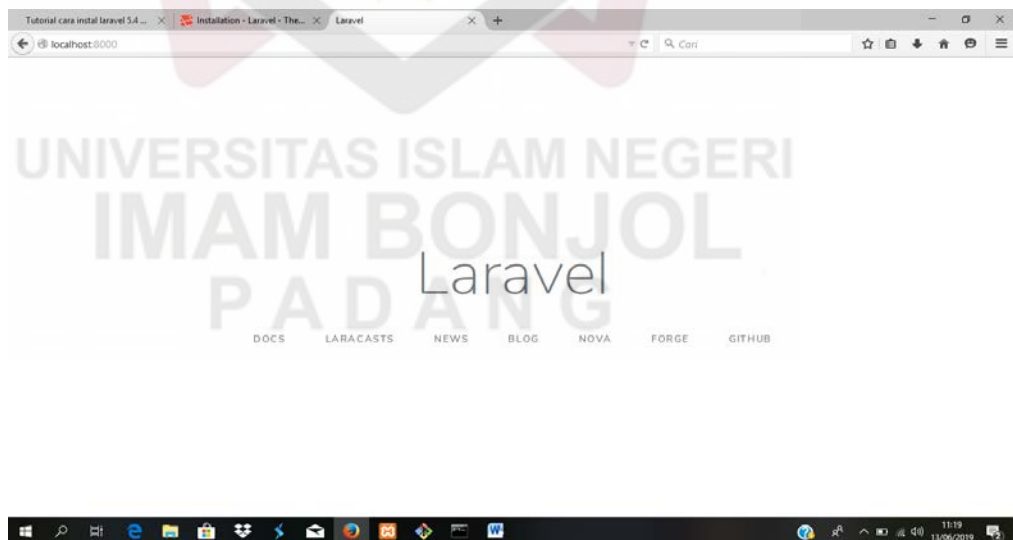 Tutorial cara instal laravel 5.4 ...
Installation - Laravel - The...
Laravel
localhost:8000
Cari
UNIVERSITAS ISLAM NEGERI
IMAM BONJOL
PADANG
Laravel
DOCS LARACASTS NEWS BLOG NOVA FORGE GITHUB
11:19
13/06/2019